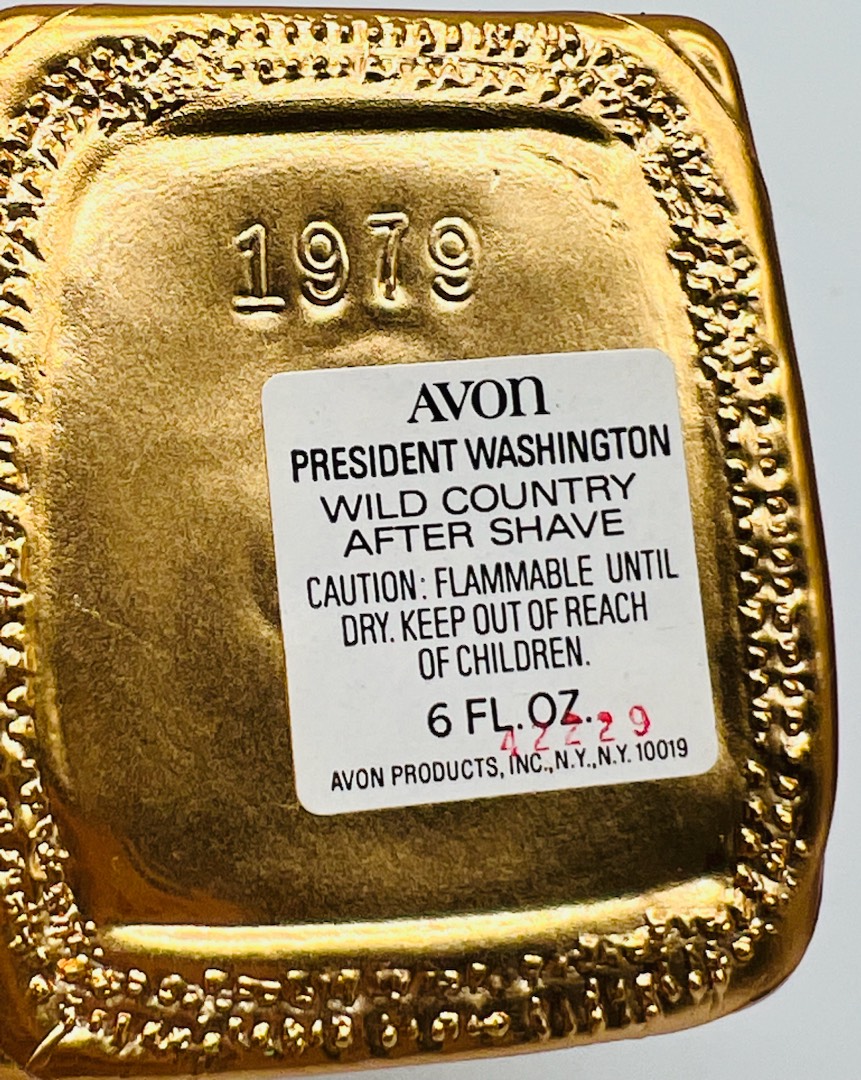 1979
AVON
PRESIDENT WASHINGTON
WILD COUNTRY
AFTER SHAVE
CAUTION: FLAMMABLE UNTIL
DRY. KEEP OUT OF REACH
OF CHILDREN.
6 FL.OZ.
AVON PRODUCTS, INC.,N.Y.,N.Y. 10019